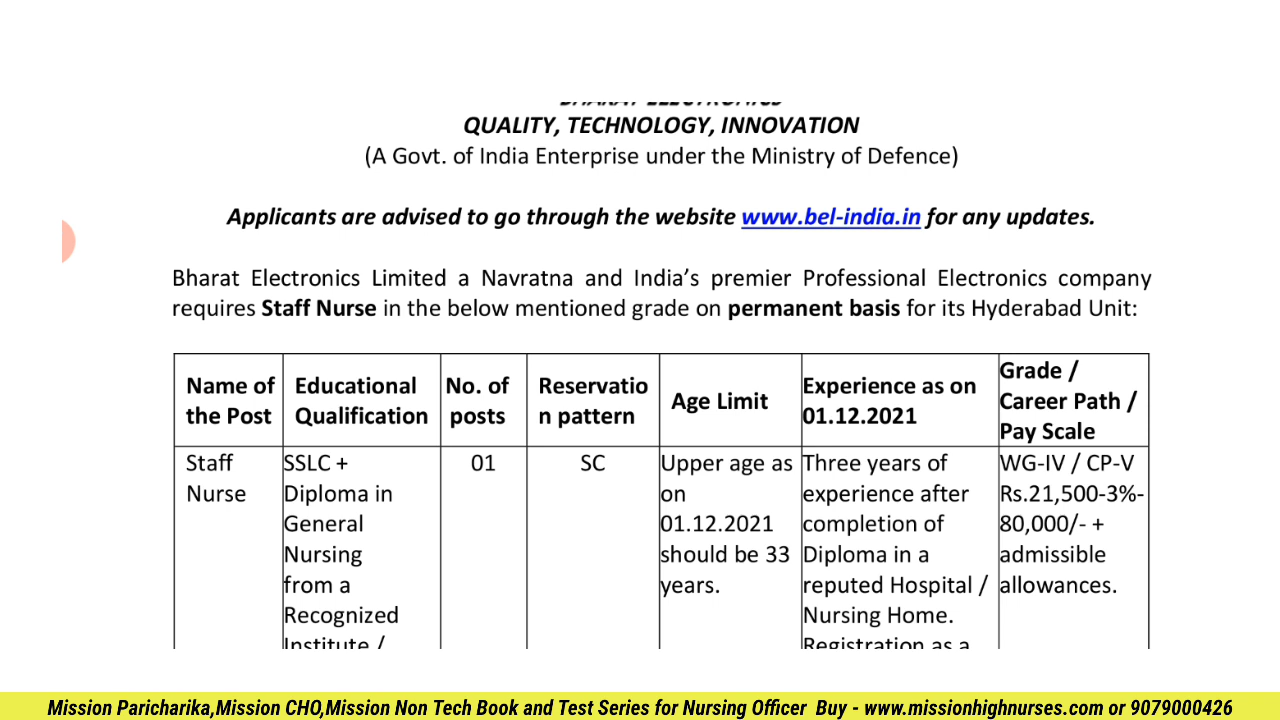 BHARAT ELECTRONICS
QUALITY, TECHNOLOGY, INNOVATION
(A Govt. of India Enterprise under the Ministry of Defence)
Applicants are advised to go through the website www.bel-india.in for any updates.
Bharat Electronics Limited a Navratna and India's premier Professional Electronics company
requires Staff Nurse in the below mentioned grade on permanent basis for its Hyderabad Unit:
Name of
the Post
Educational
Qualification
No. of
posts
Reservatio
n pattern
Age Limit
Experience as on
01.12.2021
Grade /
Career Path /
Pay Scale
Staff
Nurse
SSLC +
Diploma in
General
Nursing
from a
Recognized
Institute /
01
SC
Upper age as
on
01.12.2021
should be 33
years.
Three years of
experience after
completion of
Diploma in a
reputed Hospital /
Nursing Home.
Registration as a
WG-IV / CP-V
Rs.21,500-3%-
80,000/- +
admissible
allowances.
Mission Paricharika,Mission CHO,Mission Non Tech Book and Test Series for Nursing Officer Buy - www.missionhighnurses.com or 9079000426